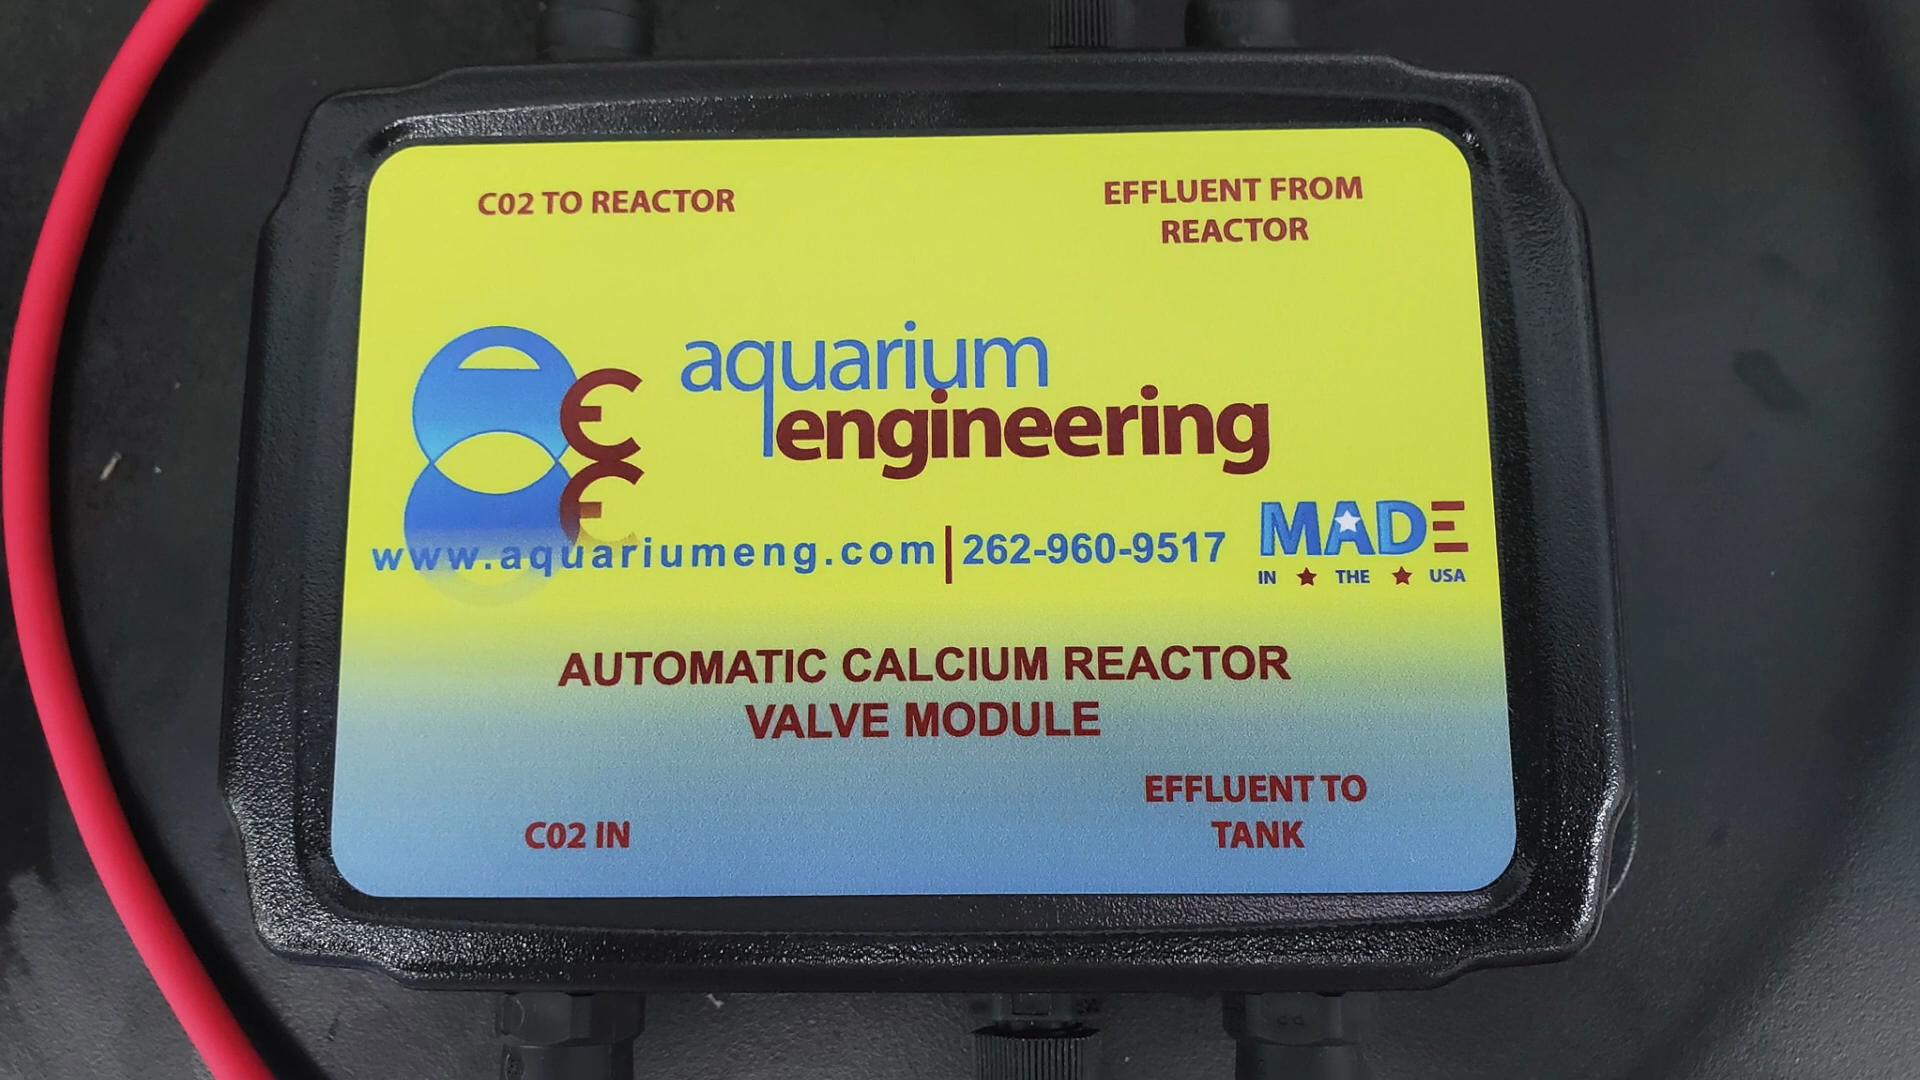 C02 TO REACTOR
EFFLUENT FROM
REACTOR
aquarium
engineering
www.aquariumeng.com|262-960-9517
MADE
IN ★ THE ★ USA
AUTOMATIC CALCIUM REACTOR
VALVE MODULE
C02 IN
EFFLUENT TO
TANK